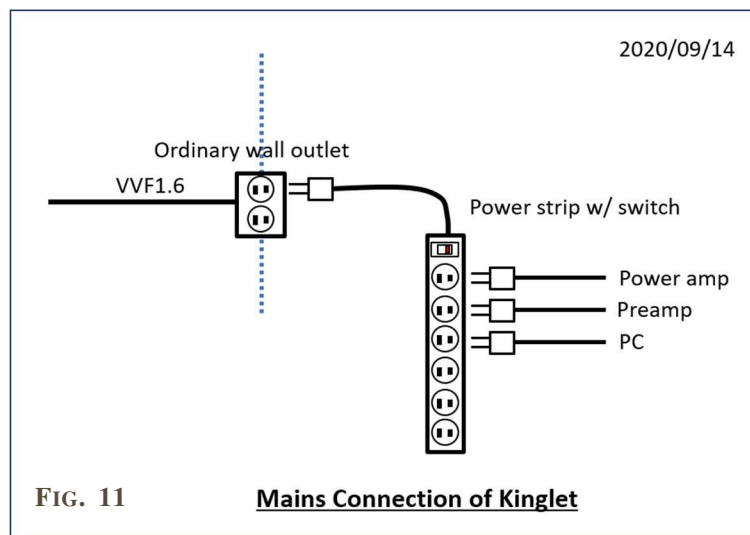 2020/09/14
Ordinary wall outlet
VVF1.6
Power strip w/ switch
Power amp
Preamp
PC
FIG. 11
Mains Connection of Kinglet